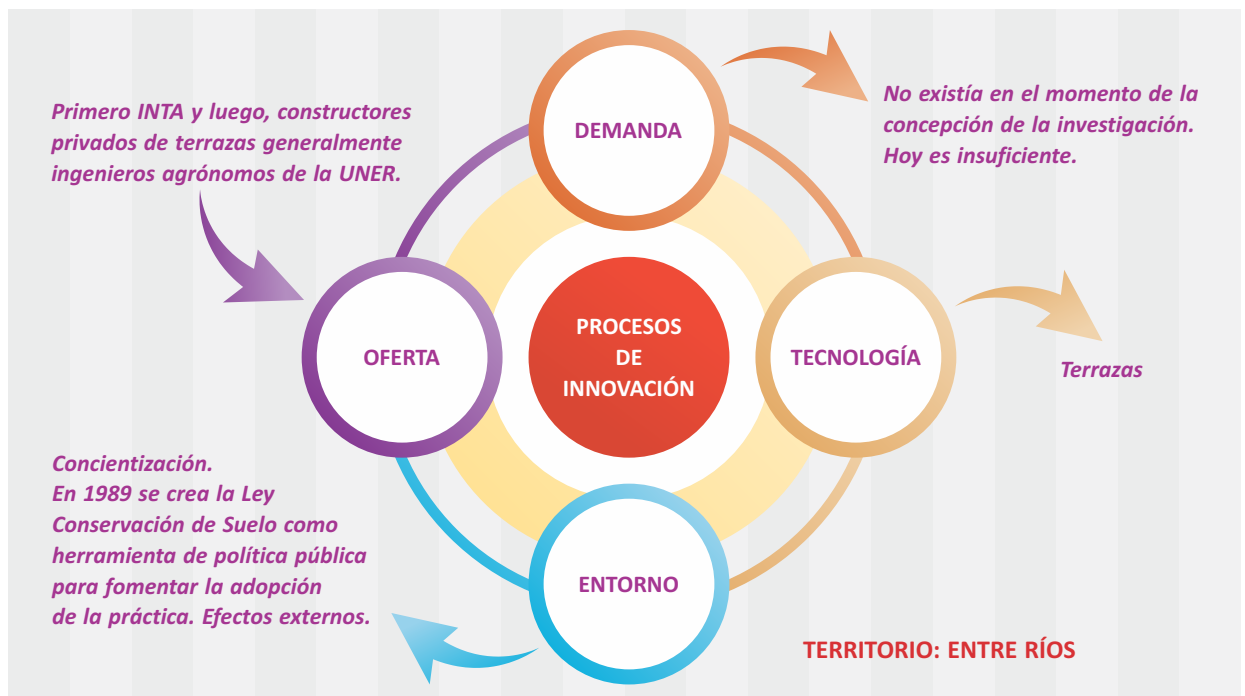 Primero INTA y luego, constructores
privados de terrazas generalmente
ingenieros agrónomos de la UNER.
DEMANDA
No existía en el momento de la
concepción de la investigación.
Hoy es insuficiente.
OFERTA
PROCESOS
DE
INNOVACIÓN
TECNOLOGÍA
Terrazas
Concientización.
En 1989 se crea la Ley
Conservación de Suelo como
herramienta de política pública
para fomentar la adopción
de la práctica. Efectos externos.
ENTORNO
TERRITORIO: ENTRE RÍOS